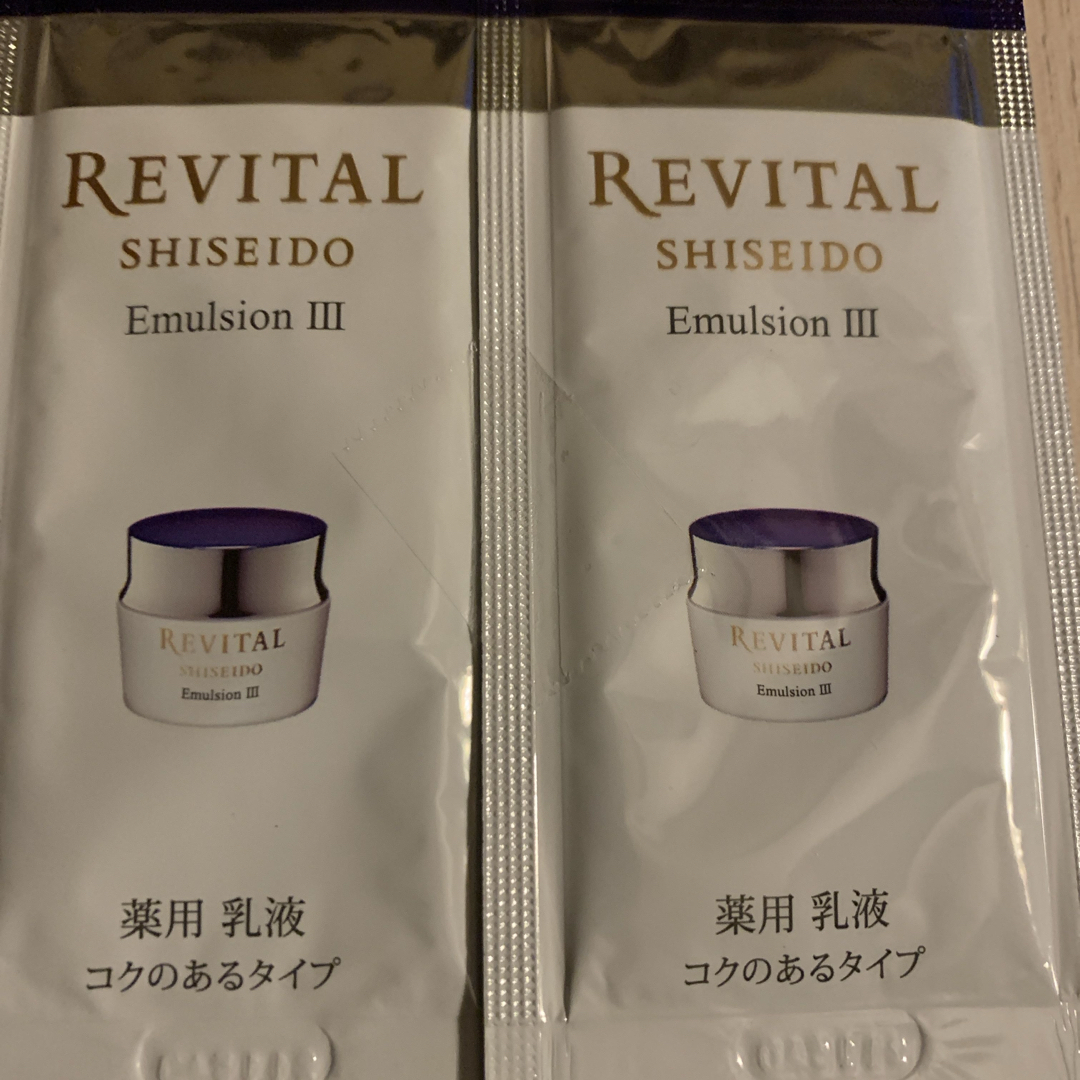 REVITAL
SHISEIDO
Emulsion III
REVITAL
SHISEIDO
Emulsion III
薬用 乳液
コクのあるタイプ
REVITAL
SHISEIDO
Emulsion III
REVITAL
SHISEIDO
Emulsion III
薬用 乳液
コクのあるタイプ